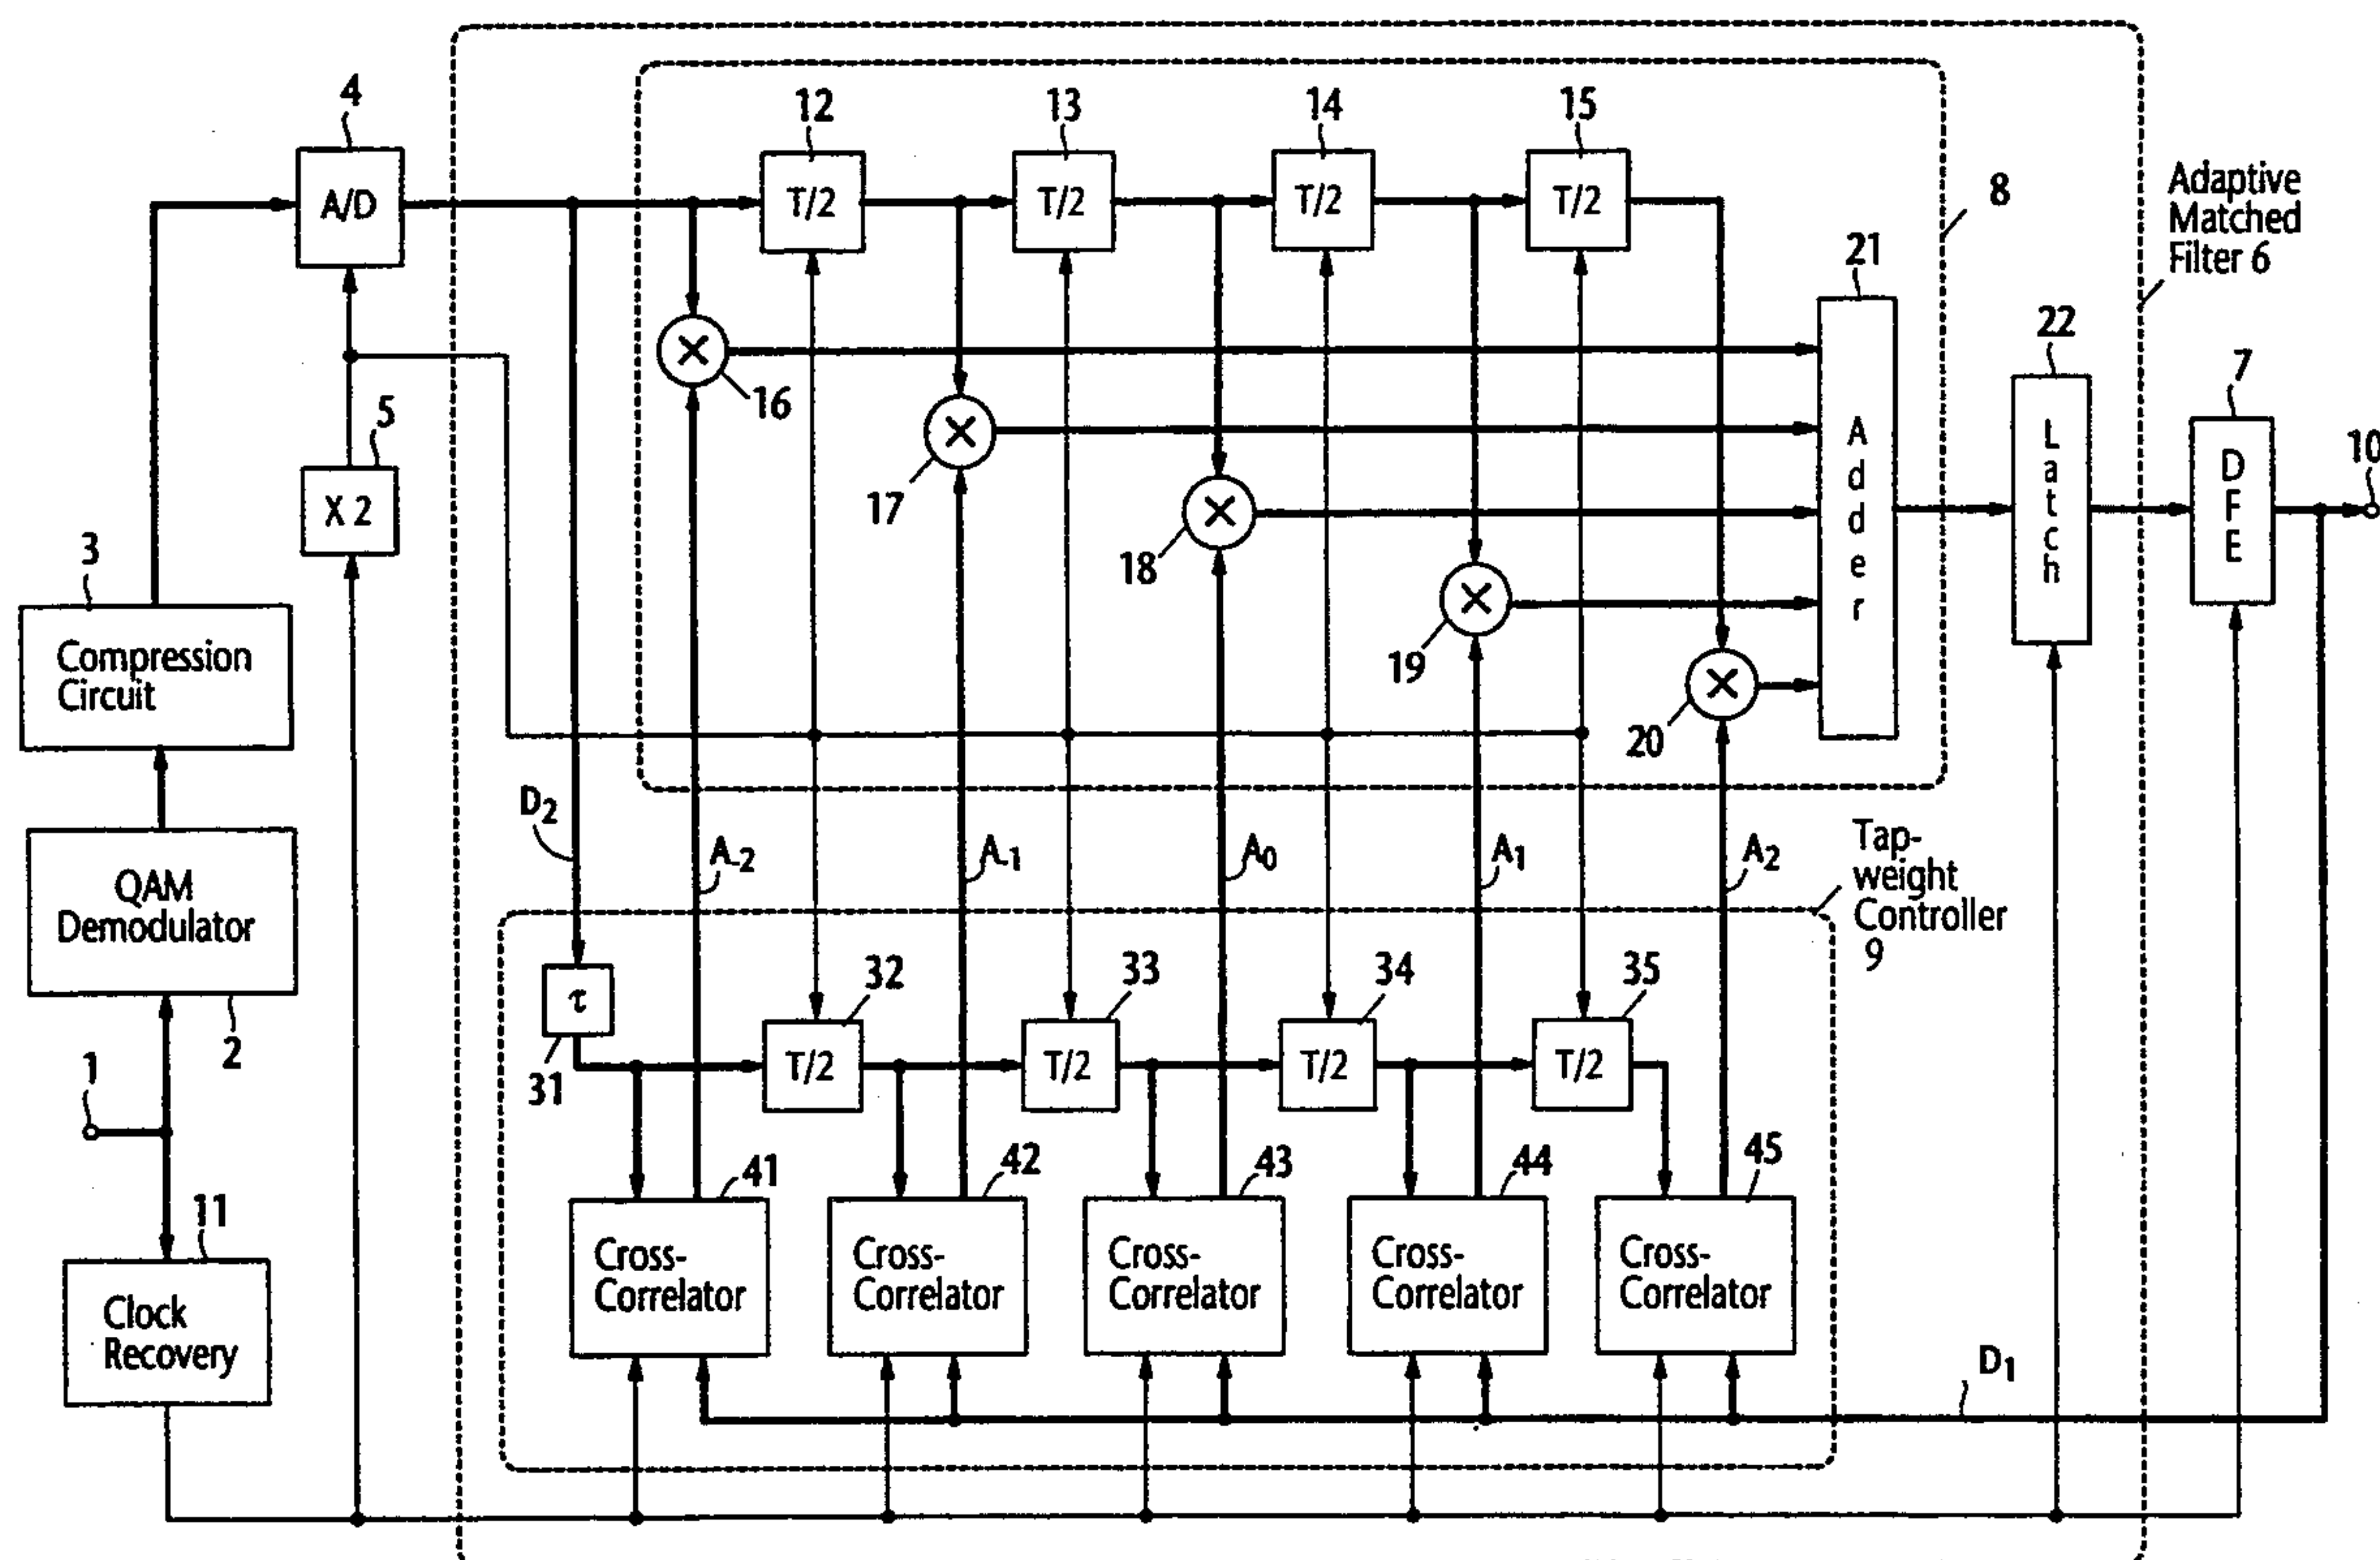 4
A/D
12
T/2
13
T/2
14
T/2
15
T/2
8
Adaptive
Matched
Filter 6
21
Adder
22
Latch
7
DFE
10
16
17
18
19
20
5
X 2
3
Compression
Circuit
QAM
Demodulator
2
1
11
Clock
Recovery
D2
A-2
A-1
A0
A1
A2
Tap-
weight
Controller
9
τ
31
32
T/2
33
T/2
34
T/2
35
T/2
41
Cross-
Correlator
42
Cross-
Correlator
43
Cross-
Correlator
44
Cross-
Correlator
45
Cross-
Correlator
D1